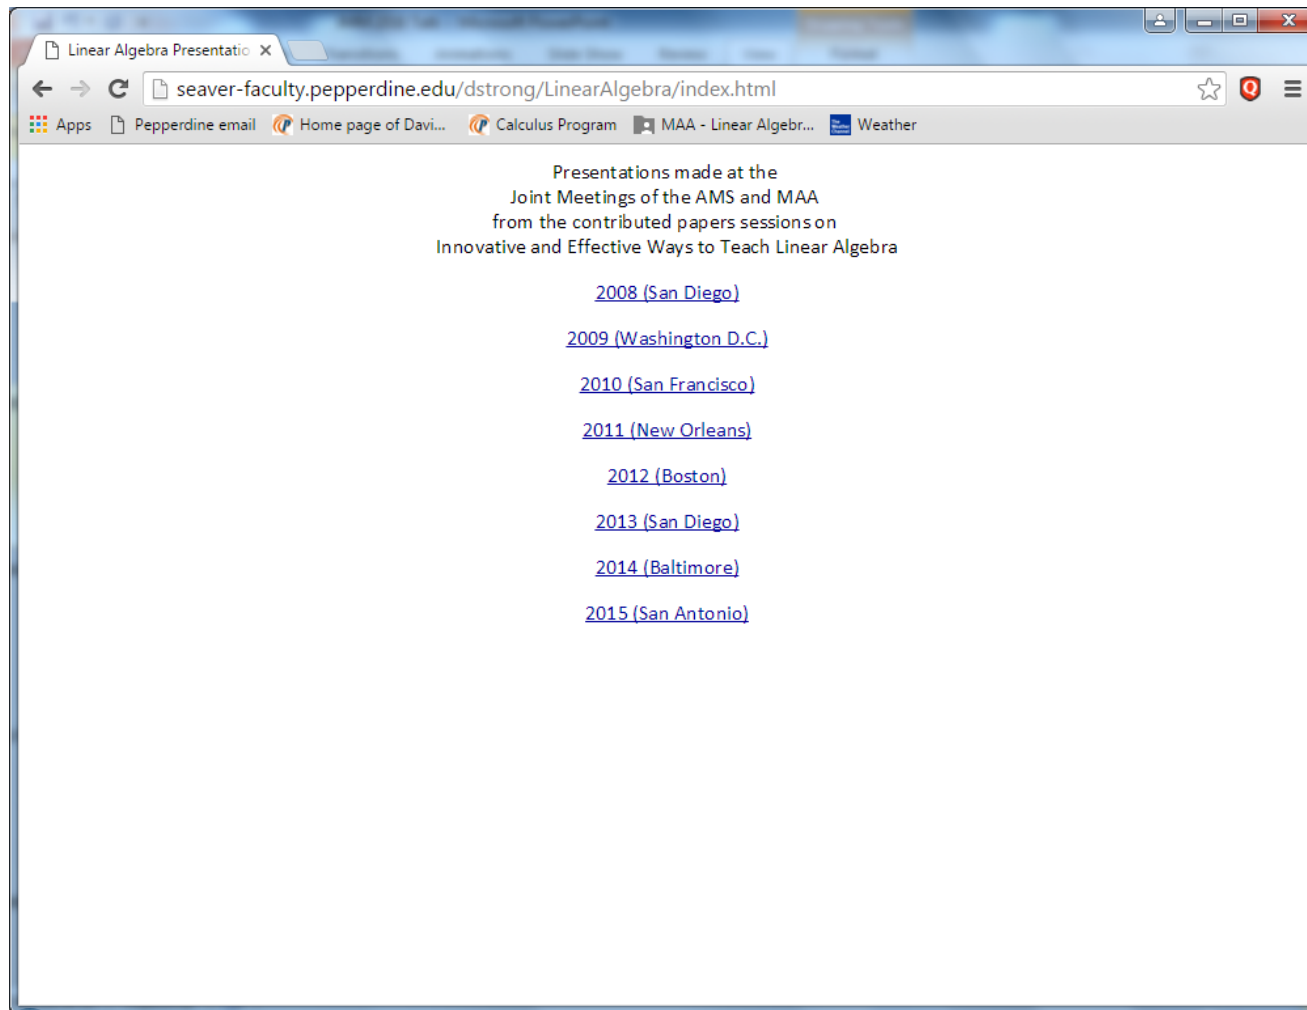 Linear Algebra Presentatio
seaver-faculty.pepperdine.edu/dstrong/LinearAlgebra/index.html
Apps Pepperdine email Home page of Davi... Calculus Program MAA - Linear Algebr... Weather
Presentations made at the
Joint Meetings of the AMS and MAA
from the contributed papers sessions on
Innovative and Effective Ways to Teach Linear Algebra
2008 (San Diego)
2009 (Washington D.C.)
2010 (San Francisco)
2011 (New Orleans)
2012 (Boston)
2013 (San Diego)
2014 (Baltimore)
2015 (San Antonio)